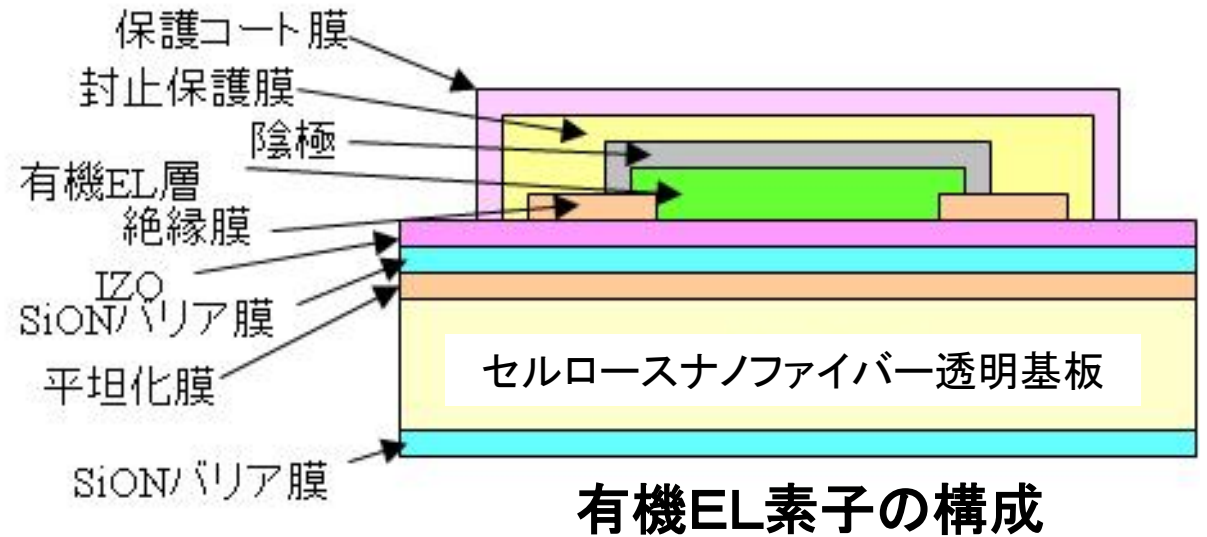 保護コート膜
封止保護膜
陰極
有機EL層
絶縁膜
IZO
SiONバリア膜
平坦化膜
セルロースナノファイバー透明基板
SiONバリア膜
有機EL素子の構成